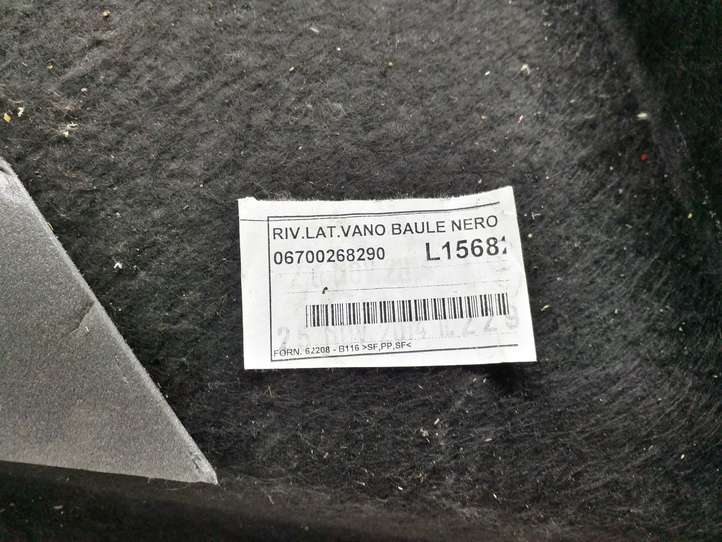 RIV.LAT.VANO BAULE NERO
06700268290 L1568
FORN. 62208 - B116 >SF,PP,SF<